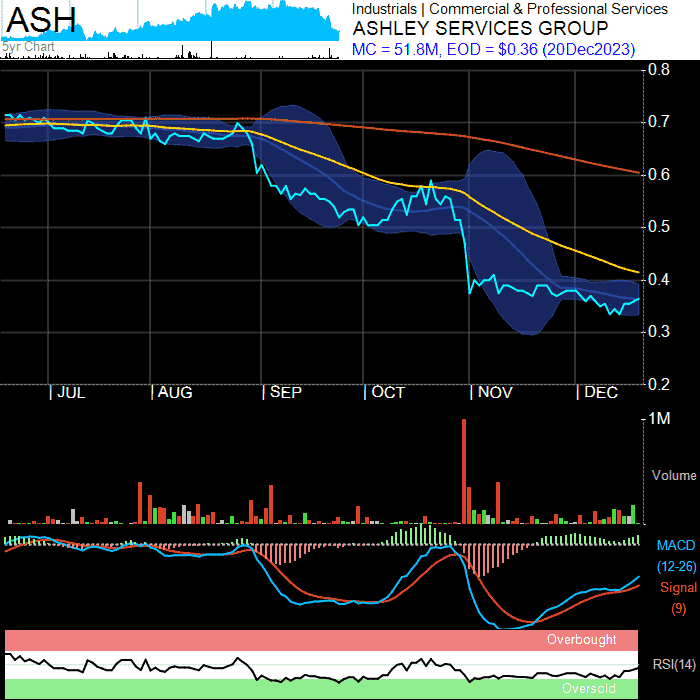 ASH
5yr Chart
Industrials | Commercial & Professional Services
ASHLEY SERVICES GROUP
MC = 51.8M, EOD = $0.36 (20Dec2023)
0.8
0.7
0.6
0.5
0.4
0.3
0.2
| JUL | AUG | SEP | OCT | NOV | DEC
1M
Volume
MACD
(12-26)
Signal
(9)
Overbought
RSI(14)
Oversold